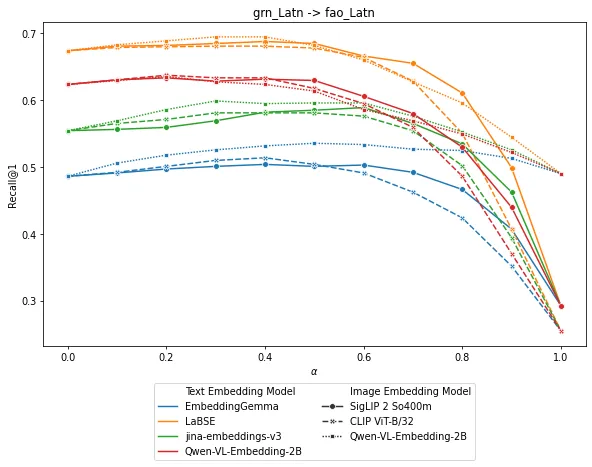 grn_Latn -> fao_Latn
0.7
0.6
0.5
0.4
0.3
Recall@1
0.0 0.2 0.4 0.6 0.8 1.0
α
Text Embedding Model Image Embedding Model
EmbeddingGemma SigLIP 2 So400m
LaBSE CLIP ViT-B/32
jina-embeddings-v3 Qwen-VL-Embedding-2B
Qwen-VL-Embedding-2B